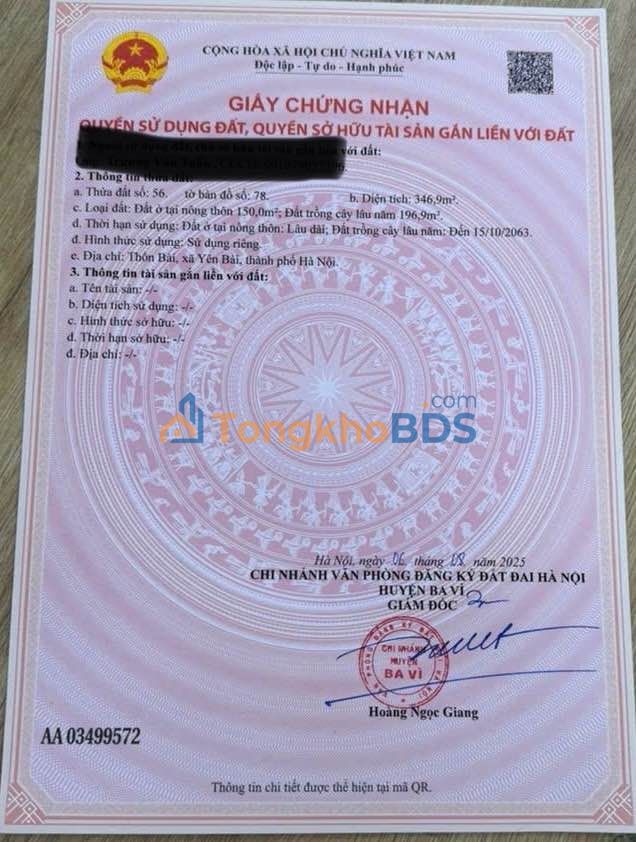 CỘNG HÒA XÃ HỘI CHỦ NGHĨA VIỆT NAM
Độc lập - Tự do - Hạnh phúc
GIẤY CHỨNG NHẬN
QUYỀN SỬ DỤNG ĐẤT, QUYỀN SỞ HỮU TÀI SẢN GẮN LIỀN VỚI ĐẤT
với đất:
2. Thông tin thửa đất:
a. Thửa đất số: 56. tờ bản đồ số: 78. b. Diện tích: 346,9m².
c. Loại đất: Đất ở tại nông thôn 150,0m²; Đất trồng cây lâu năm 196,9m².
d. Thời hạn sử dụng: Đất ở tại nông thôn: Lâu dài; Đất trồng cây lâu năm: Đến 15/10/2063.
đ. Hình thức sử dụng: Sử dụng riêng.
e. Địa chỉ: Thôn Bài, xã Yên Bài, thành phố Hà Nội.
3. Thông tin tài sản gắn liền với đất:
a. Tên tài sản: -/-
b. Diện tích sử dụng: -/-
c. Hình thức sở hữu: -/-
d. Thời hạn sở hữu: -/-
đ. Địa chỉ: -/-
TongkhoBDS.com
Hà Nội, ngày 06 tháng 08 năm 2025
CHI NHÁNH VĂN PHÒNG ĐĂNG KÝ ĐẤT ĐAI HÀ NỘI
HUYỆN BA VÌ
GIÁM ĐỐC
CHI NHÁNH
HUYỆN
BA VÌ
Hoàng Ngọc Giang
AA 03499572
Thông tin chi tiết được thể hiện tại mã QR.